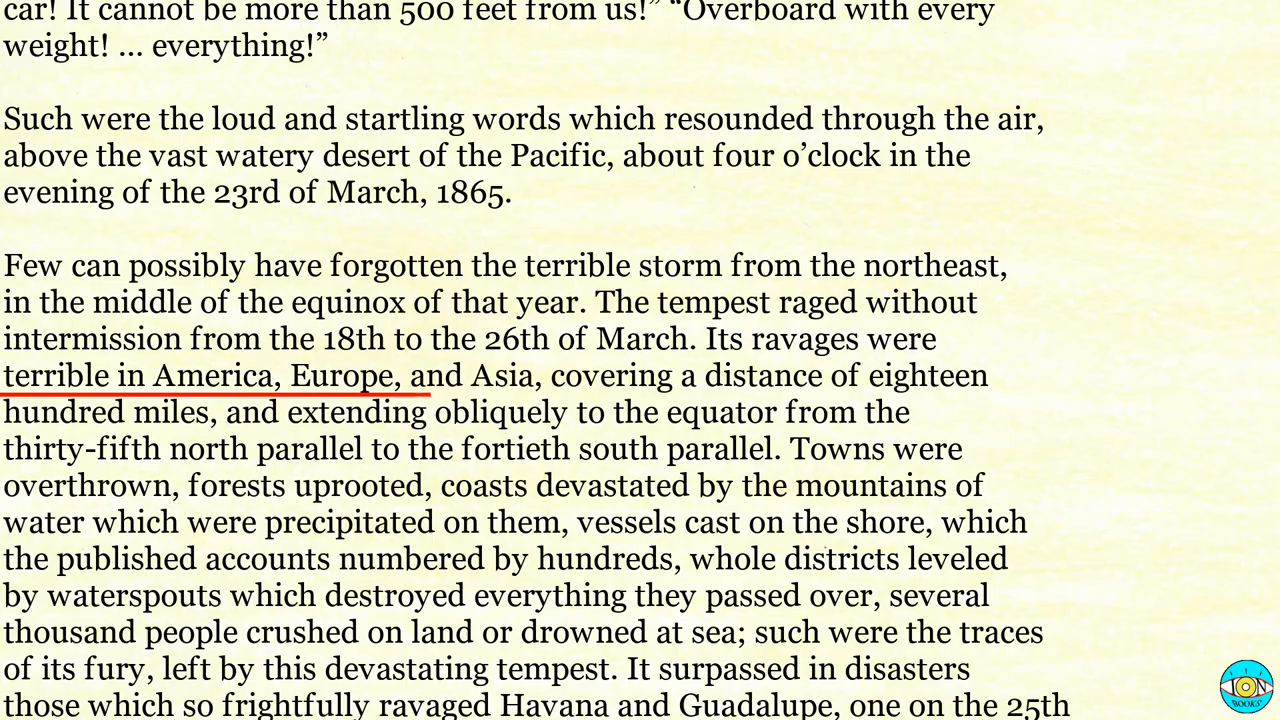 car! It cannot be more than 500 feet from us!” “Overboard with every
weight! ... everything!”
Such were the loud and startling words which resounded through the air,
above the vast watery desert of the Pacific, about four o’clock in the
evening of the 23rd of March, 1865.
Few can possibly have forgotten the terrible storm from the northeast,
in the middle of the equinox of that year. The tempest raged without
intermission from the 18th to the 26th of March. Its ravages were
terrible in America, Europe, and Asia, covering a distance of eighteen
hundred miles, and extending obliquely to the equator from the
thirty-fifth north parallel to the fortieth south parallel. Towns were
overthrown, forests uprooted, coasts devastated by the mountains of
water which were precipitated on them, vessels cast on the shore, which
the published accounts numbered by hundreds, whole districts leveled
by waterspouts which destroyed everything they passed over, several
thousand people crushed on land or drowned at sea; such were the traces
of its fury, left by this devastating tempest. It surpassed in disasters
those which so frightfully ravaged Havana and Guadalupe, one on the 25th
ION
BOOKS